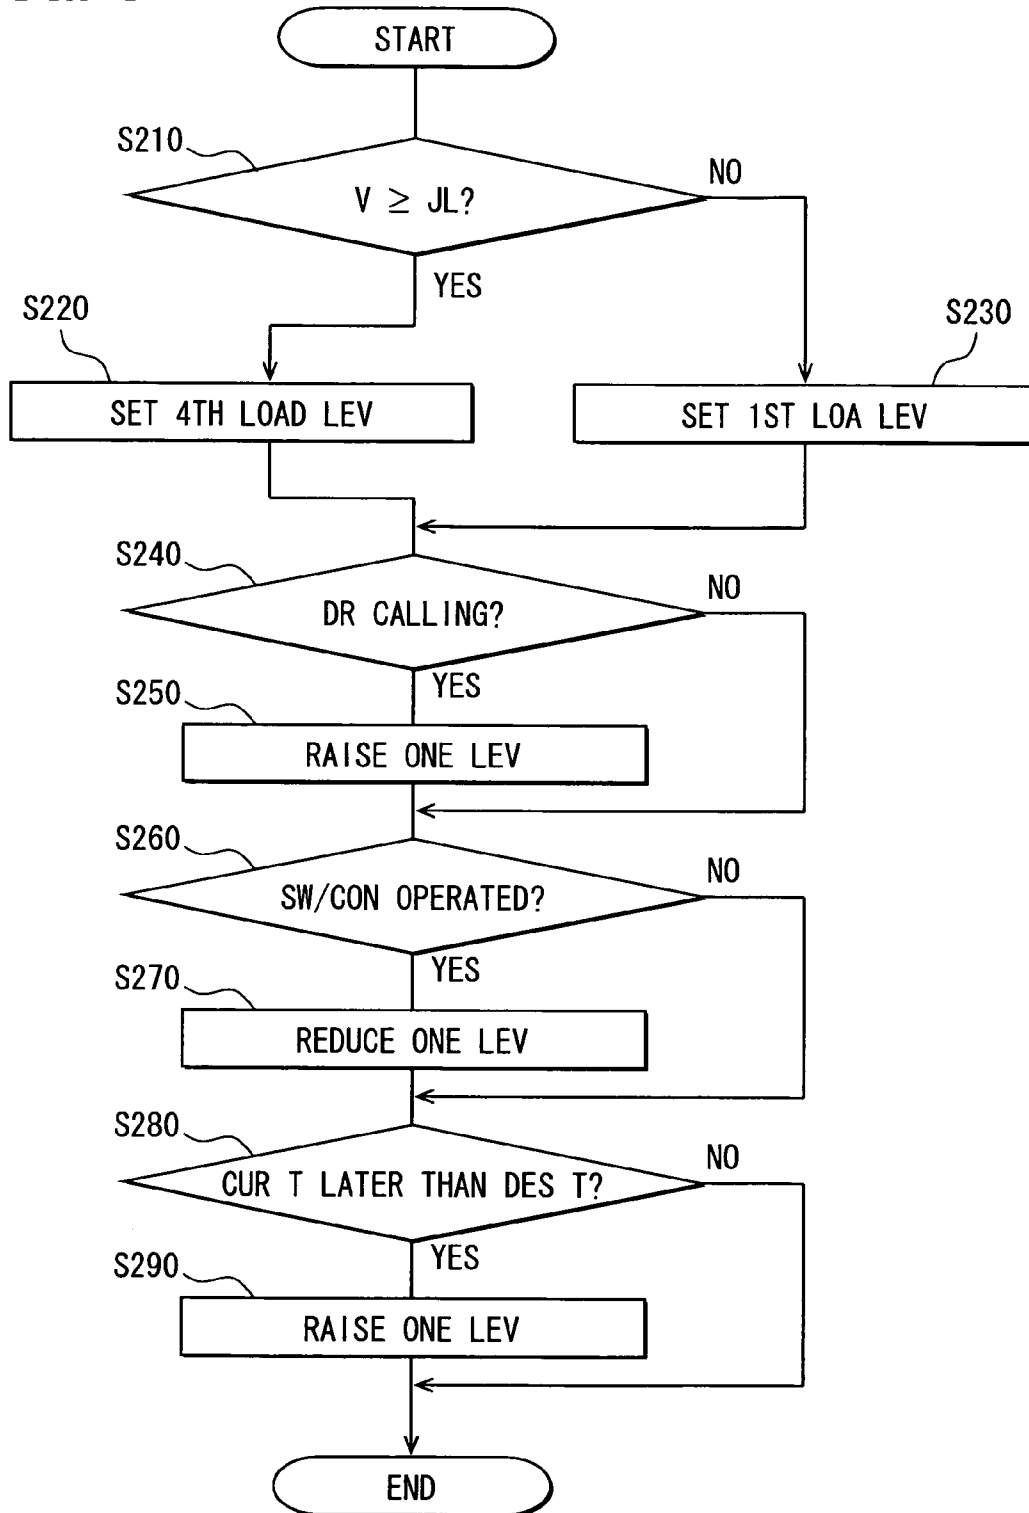 START
S210
V ≥ JL?
NO
YES
S220
S230
SET 4TH LOAD LEV
SET 1ST LOA LEV
S240
DR CALLING?
NO
YES
S250
RAISE ONE LEV
S260
SW/CON OPERATED?
NO
YES
S270
REDUCE ONE LEV
S280
CUR T LATER THAN DES T?
NO
YES
S290
RAISE ONE LEV
END